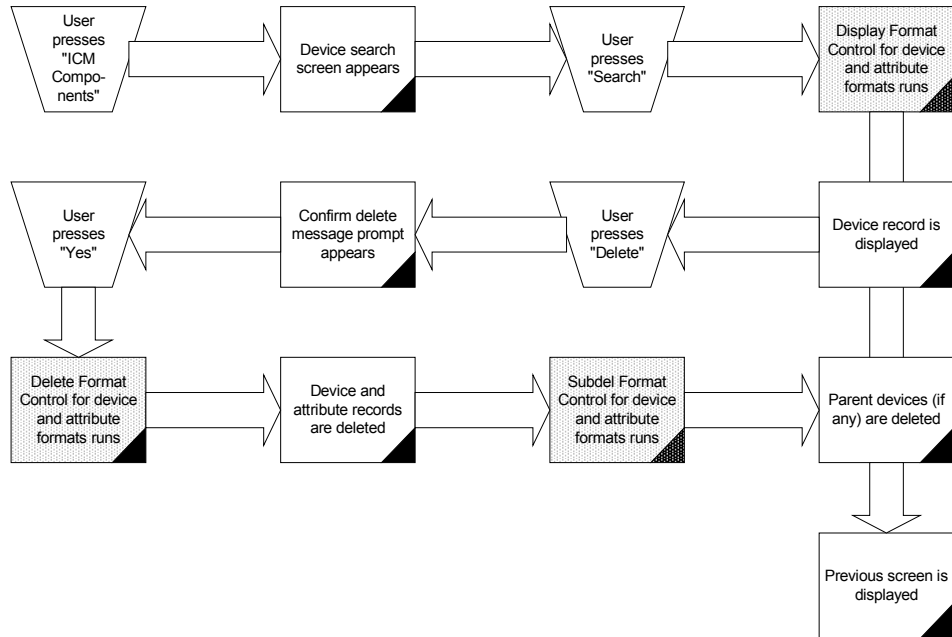 User
presses
"ICM
Compo-
nents"
Device search
screen appears
User
presses
"Search"
Display Format
Control for device
and attribute
formats runs
Device record is
displayed
User
presses
"Delete"
Confirm delete
message prompt
appears
User
presses
"Yes"
Delete Format
Control for device
and attribute
formats runs
Device and
attribute records
are deleted
Subdel Format
Control for device
and attribute
formats runs
Parent devices (if
any) are deleted
Previous screen is
displayed